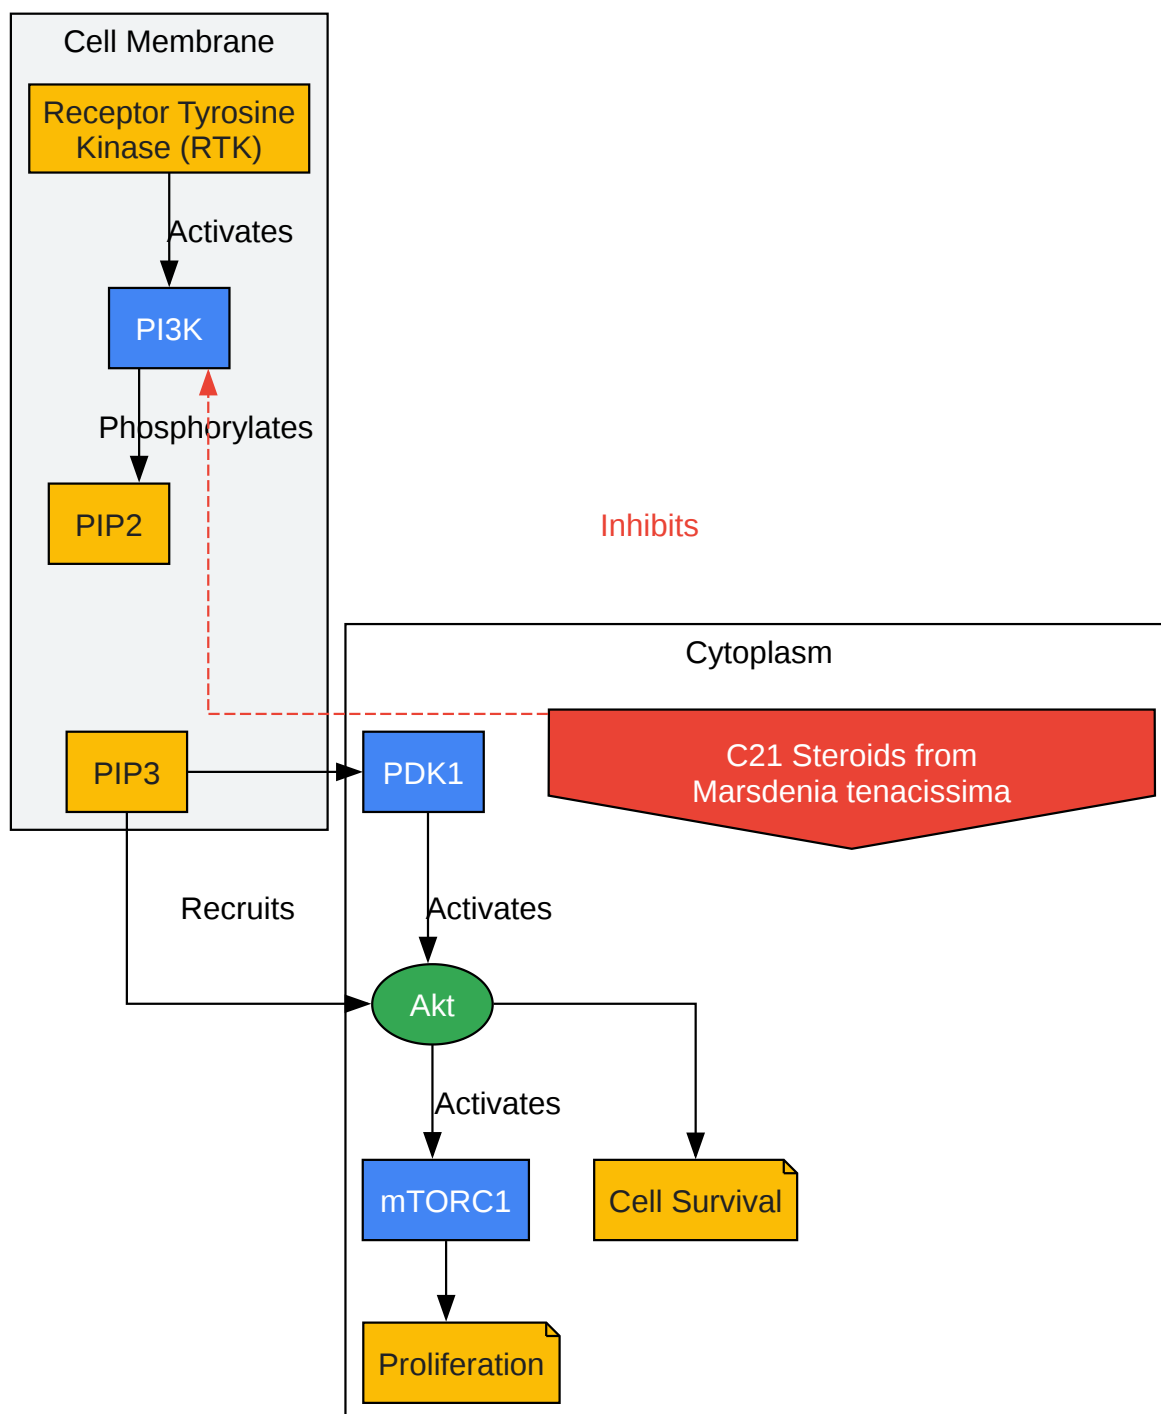 Cell Membrane
Receptor Tyrosine
Kinase (RTK)
Activates
PI3K
Phosphorylates
PIP2
Inhibits
Cytoplasm
C21 Steroids from
Marsdenia tenacissima
PIP3
PDK1
Recruits
Activates
Akt
Activates
mTORC1
Cell Survival
Proliferation